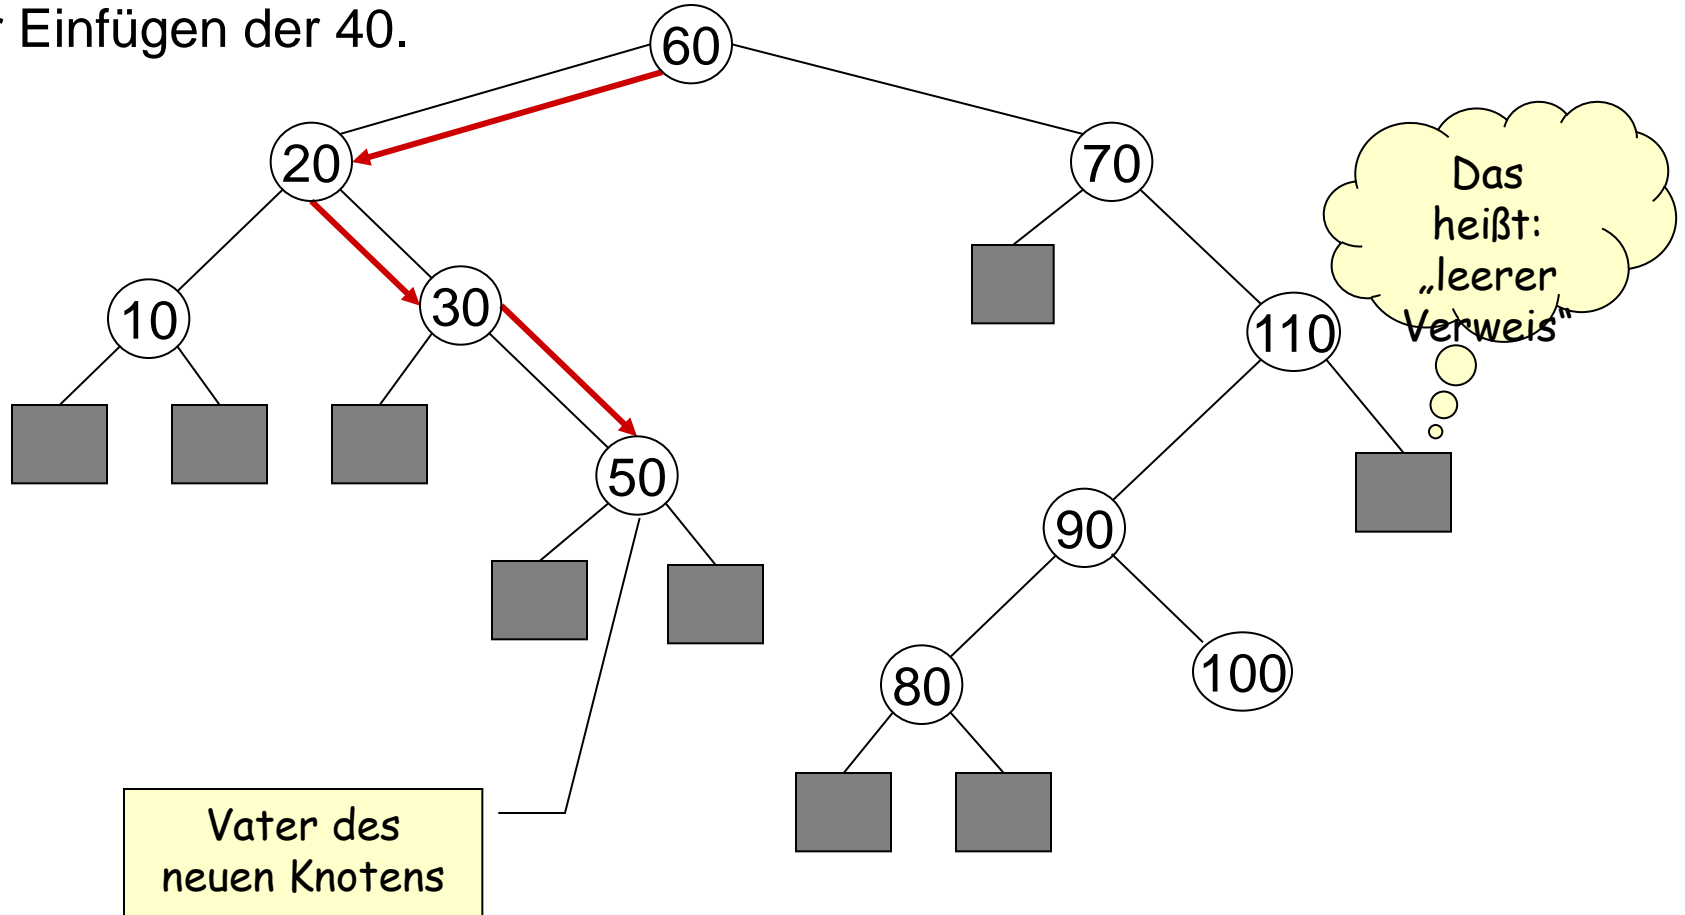 r Einfügen der 40.
60
20
70
Das
heißt:
„leerer
Verweis"
10
30
110
50
90
80
100
Vater des
neuen Knotens